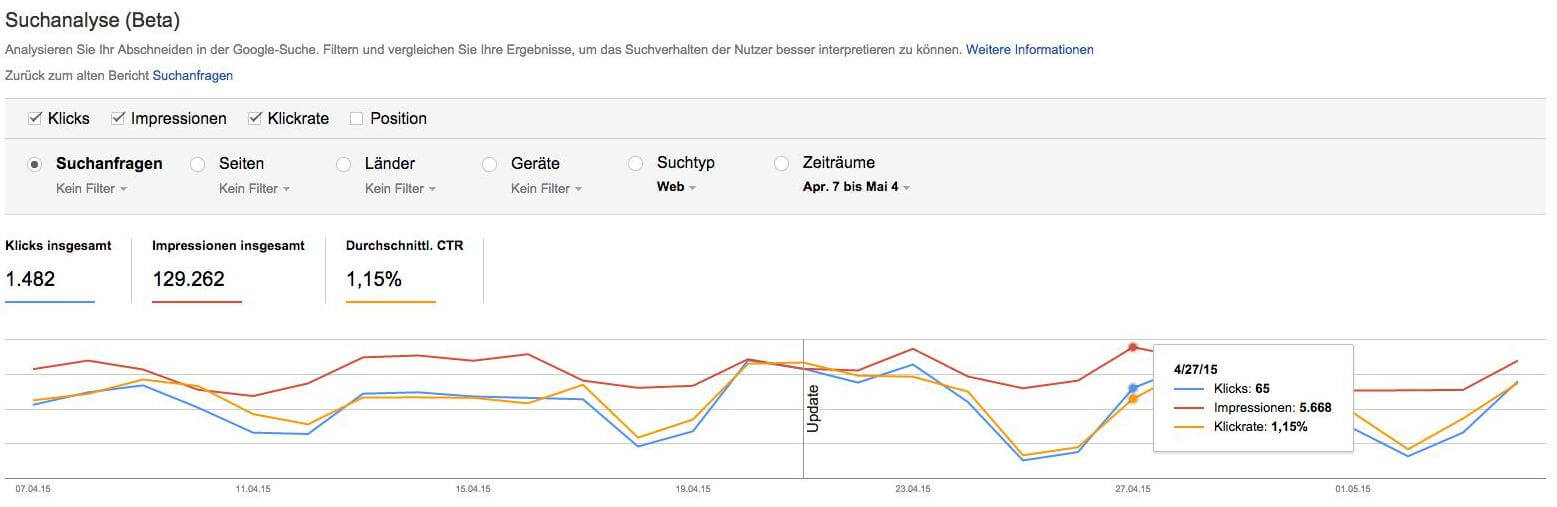 Suchanalyse (Beta)
Analysieren Sie Ihr Abschneiden in der Google-Suche. Filtern und vergleichen Sie Ihre Ergebnisse, um das Suchverhalten der Nutzer besser interpretieren zu können. Weitere Informationen
Zurück zum alten Bericht Suchanfragen
Klicks Impressionen Klickrate Position
Suchanfragen Seiten Länder Geräte Suchtyp Zeiträume
Kein Filter Kein Filter Kein Filter Kein Filter Web Apr. 7 bis Mai 4
Klicks insgesamt Impressionen insgesamt Durchschnittl. CTR
1.482 129.262 1,15%
Update
4/27/15
Klicks: 65
Impressionen: 5.668
Klickrate: 1,15%
07.04.15 11.04.15 15.04.15 19.04.15 23.04.15 27.04.15 01.05.15